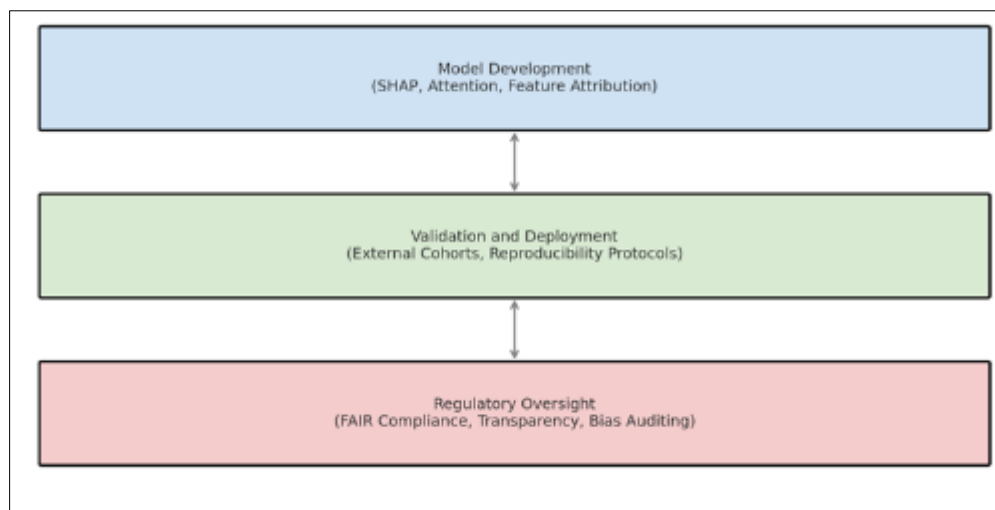 Model Development
(SHAP, Attention, Feature Attribution)
Validation and Deployment
(External Cohorts, Reproducibility Protocols)
Regulatory Oversight
(FAIR Compliance, Transparency, Bias Auditing)